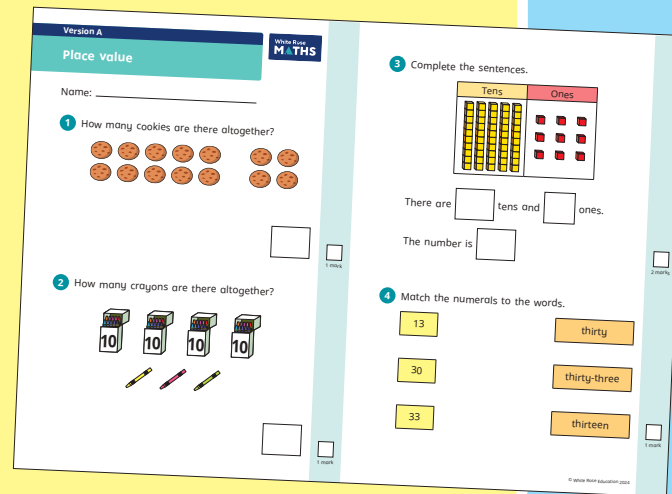 Version A
Place value
White Rose
MATHS
Name:
1 How many cookies are there altogether?
1 mark
2 How many crayons are there altogether?
10 10 10 10
1 mark
3 Complete the sentences.
Tens Ones
There are tens and ones.
The number is
2 marks
4 Match the numerals to the words.
13 thirty
30 thirty-three
33 thirteen
1 mark
© White Rose Education 2024